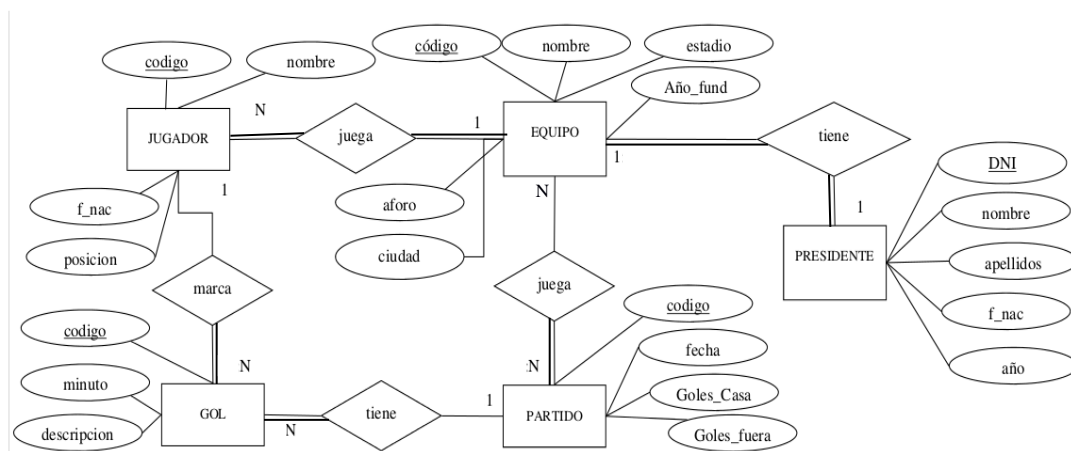 código
nombre
estadio
codigo
nombre
Año_fund
N
JUGADOR
juega
1
EQUIPO
1
tiene
DNI
1
N
f_nac
aforo
1
nombre
posicion
ciudad
PRESIDENTE
apellidos
marca
juega
codigo
f_nac
codigo
fecha
año
minuto
N
:N
Goles_Casa
GOL
tiene
1
PARTIDO
descripcion
N
Goles_fuera